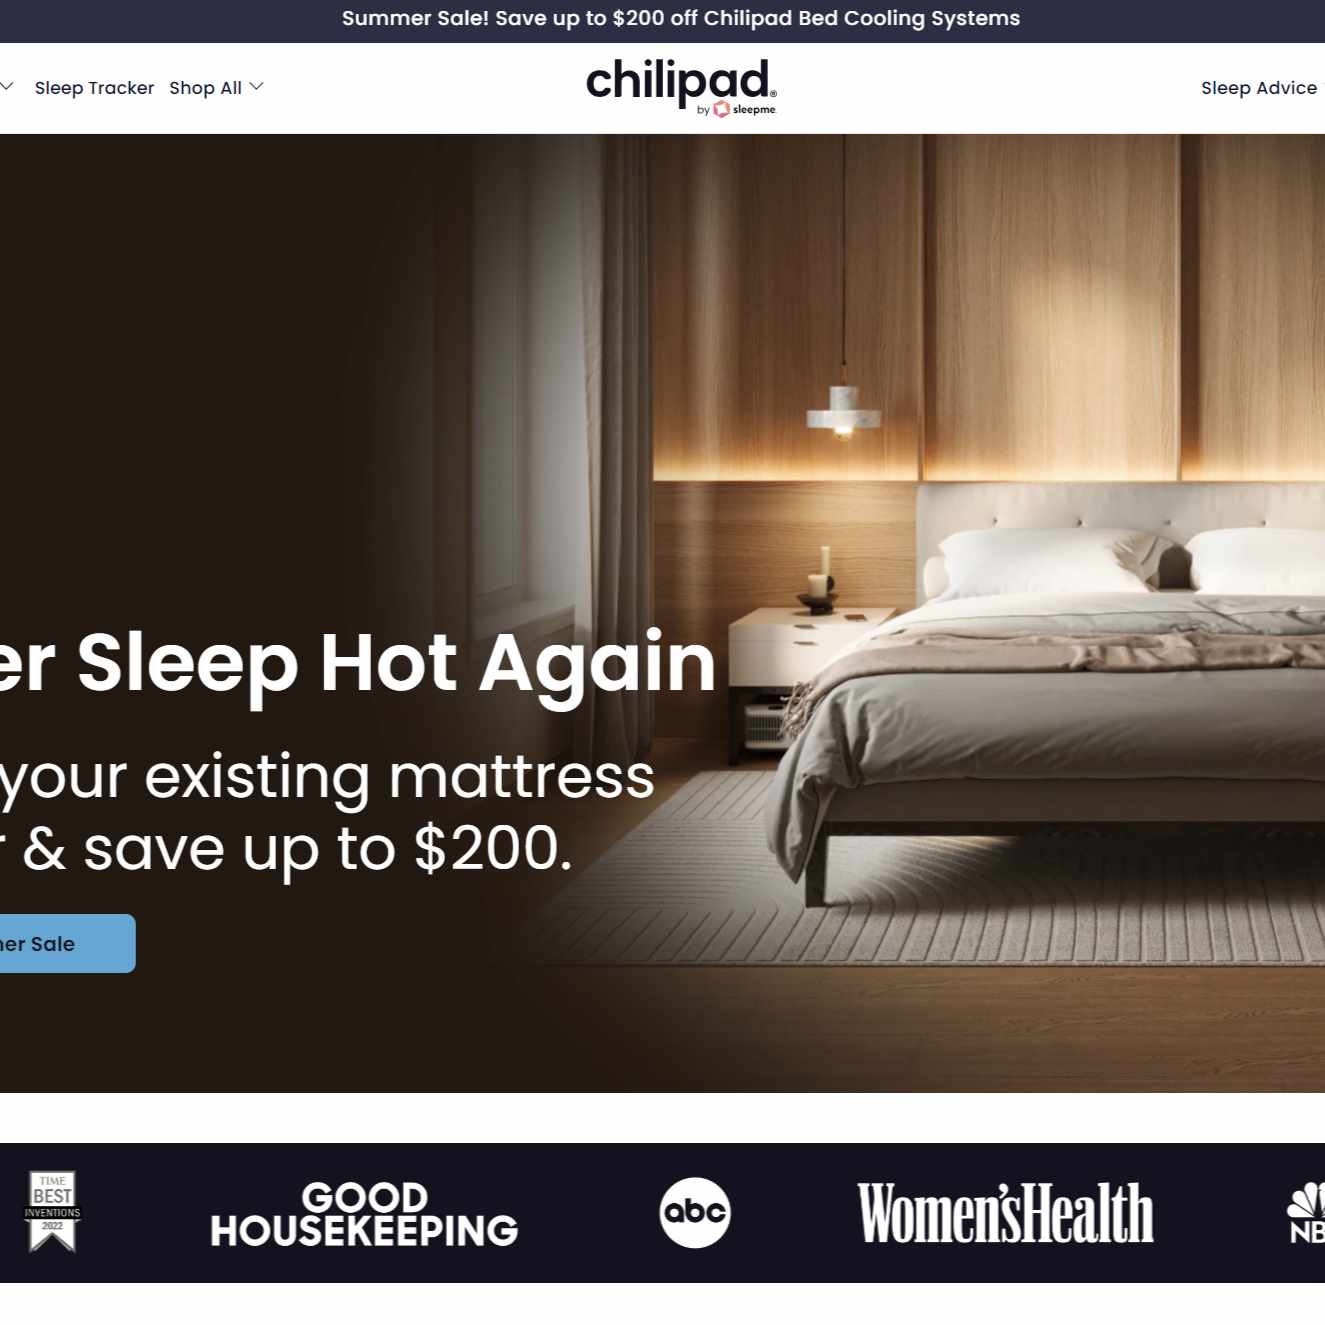 Summer Sale! Save up to $200 off Chilipad Bed Cooling Systems
Sleep Tracker Shop All
chilipad®
by sleepme
Sleep Advice
er Sleep Hot Again
your existing mattress
r & save up to $200.
ner Sale
TIME
BEST
INVENTIONS
2022
GOOD
HOUSEKEEPING
abc
Women'sHealth
NB